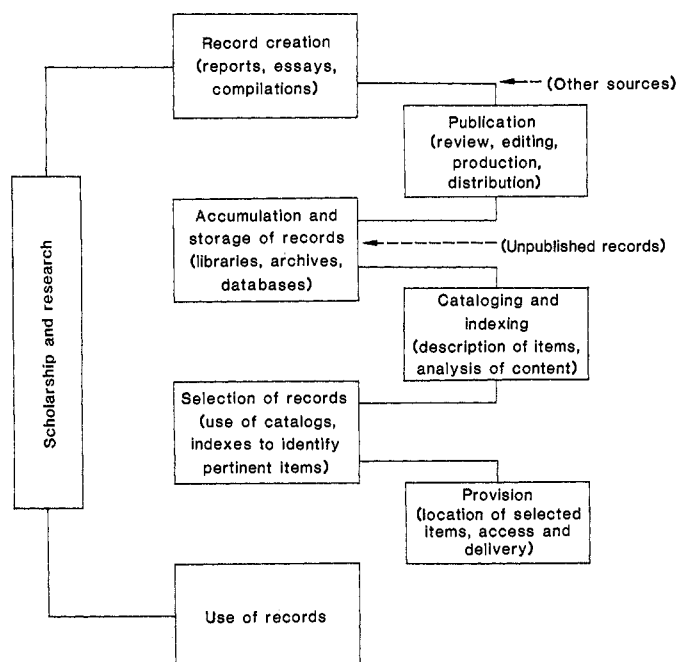 Record creation
(reports, essays,
compilations)
(Other sources)
Publication
(review, editing,
production,
distribution)
Accumulation and
storage of records
(libraries, archives,
databases)
(Unpublished records)
Cataloging and
indexing
(description of items,
analysis of content)
Scholarship and research
Selection of records
(use of catalogs,
indexes to identify
pertinent items)
Provision
(location of selected
items, access and
delivery)
Use of records